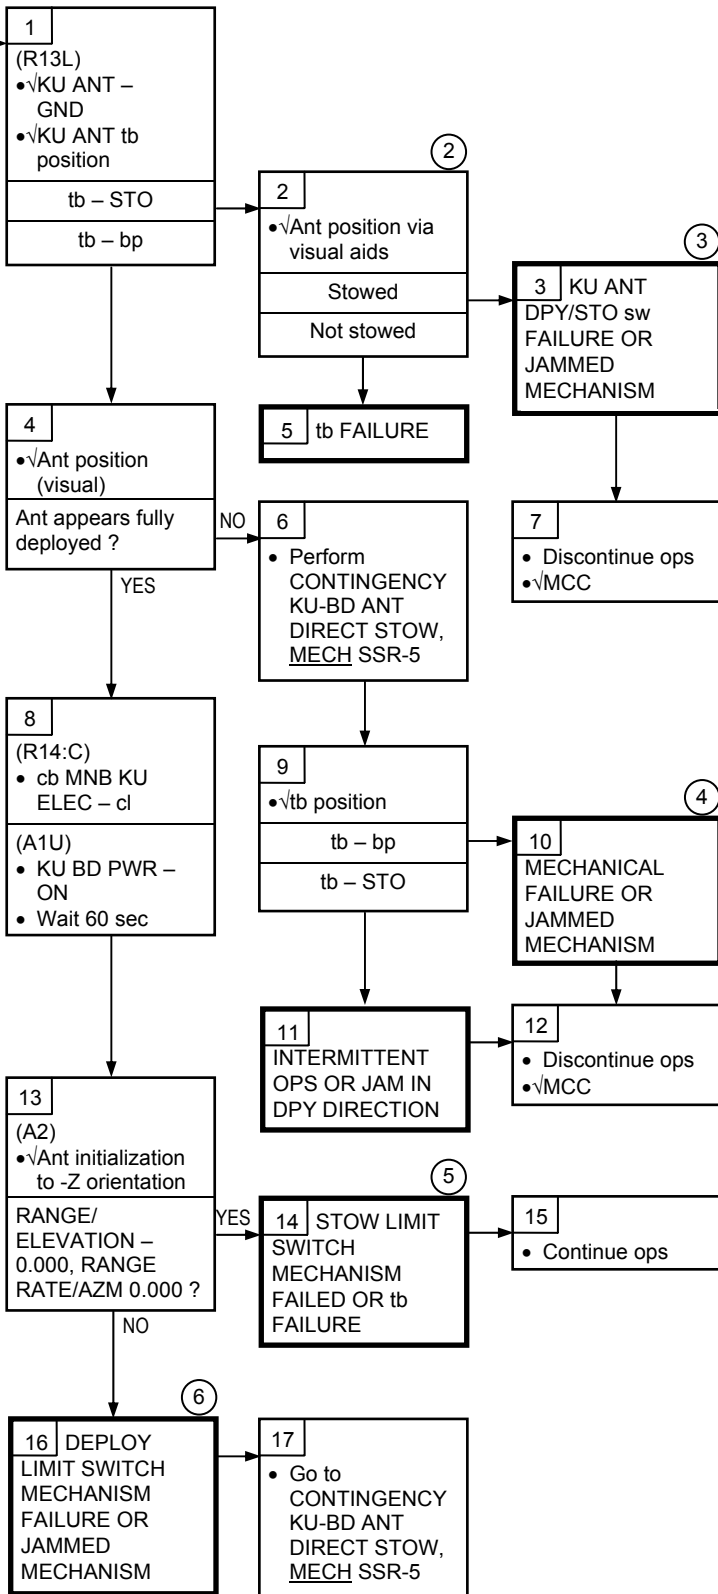 1
(R13L)
•√KU ANT –
GND
•√KU ANT tb
position
tb – STO
tb – bp
2
2
•√Ant position via
visual aids
Stowed
Not stowed
3
3 KU ANT
DPY/STO sw
FAILURE OR
JAMMED
MECHANISM
4
•√Ant position
(visual)
Ant appears fully
deployed ?
NO
YES
5 tb FAILURE
6
• Perform
CONTINGENCY
KU-BD ANT
DIRECT STOW,
MECH SSR-5
7
• Discontinue ops
•√MCC
8
(R14:C)
• cb MNB KU
ELEC – cl
(A1U)
• KU BD PWR –
ON
• Wait 60 sec
9
•√tb position
tb – bp
tb – STO
4
10
MECHANICAL
FAILURE OR
JAMMED
MECHANISM
11
INTERMITTENT
OPS OR JAM IN
DPY DIRECTION
12
• Discontinue ops
•√MCC
13
(A2)
•√Ant initialization
to -Z orientation
RANGE/
ELEVATION –
0.000, RANGE
RATE/AZM 0.000 ?
YES
NO
5
14 STOW LIMIT
SWITCH
MECHANISM
FAILED OR tb
FAILURE
15
• Continue ops
6
16 DEPLOY
LIMIT SWITCH
MECHANISM
FAILURE OR
JAMMED
MECHANISM
17
• Go to
CONTINGENCY
KU-BD ANT
DIRECT STOW,
MECH SSR-5